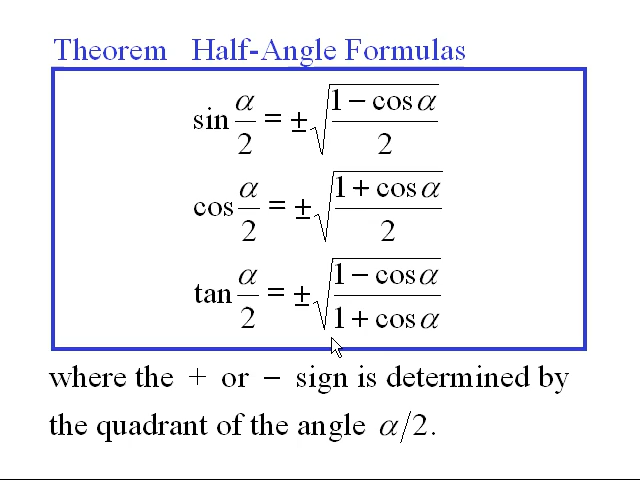 Theorem Half-Angle Formulas
sin α/2 = ±√((1 − cos α)/2)
cos α/2 = ±√((1 + cos α)/2)
tan α/2 = ±√((1 − cos α)/(1 + cos α))
where the + or − sign is determined by
the quadrant of the angle α/2.